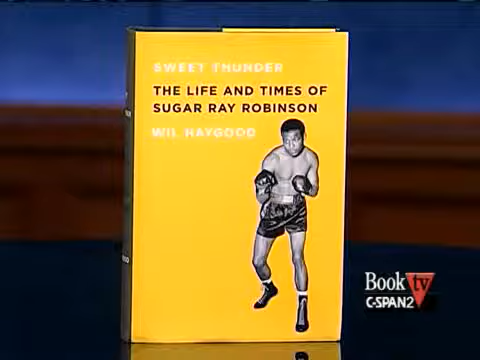 SWEET THUNDER
THE LIFE AND TIMES OF
SUGAR RAY ROBINSON
WIL HAYGOOD
Book tv
C-SPAN2